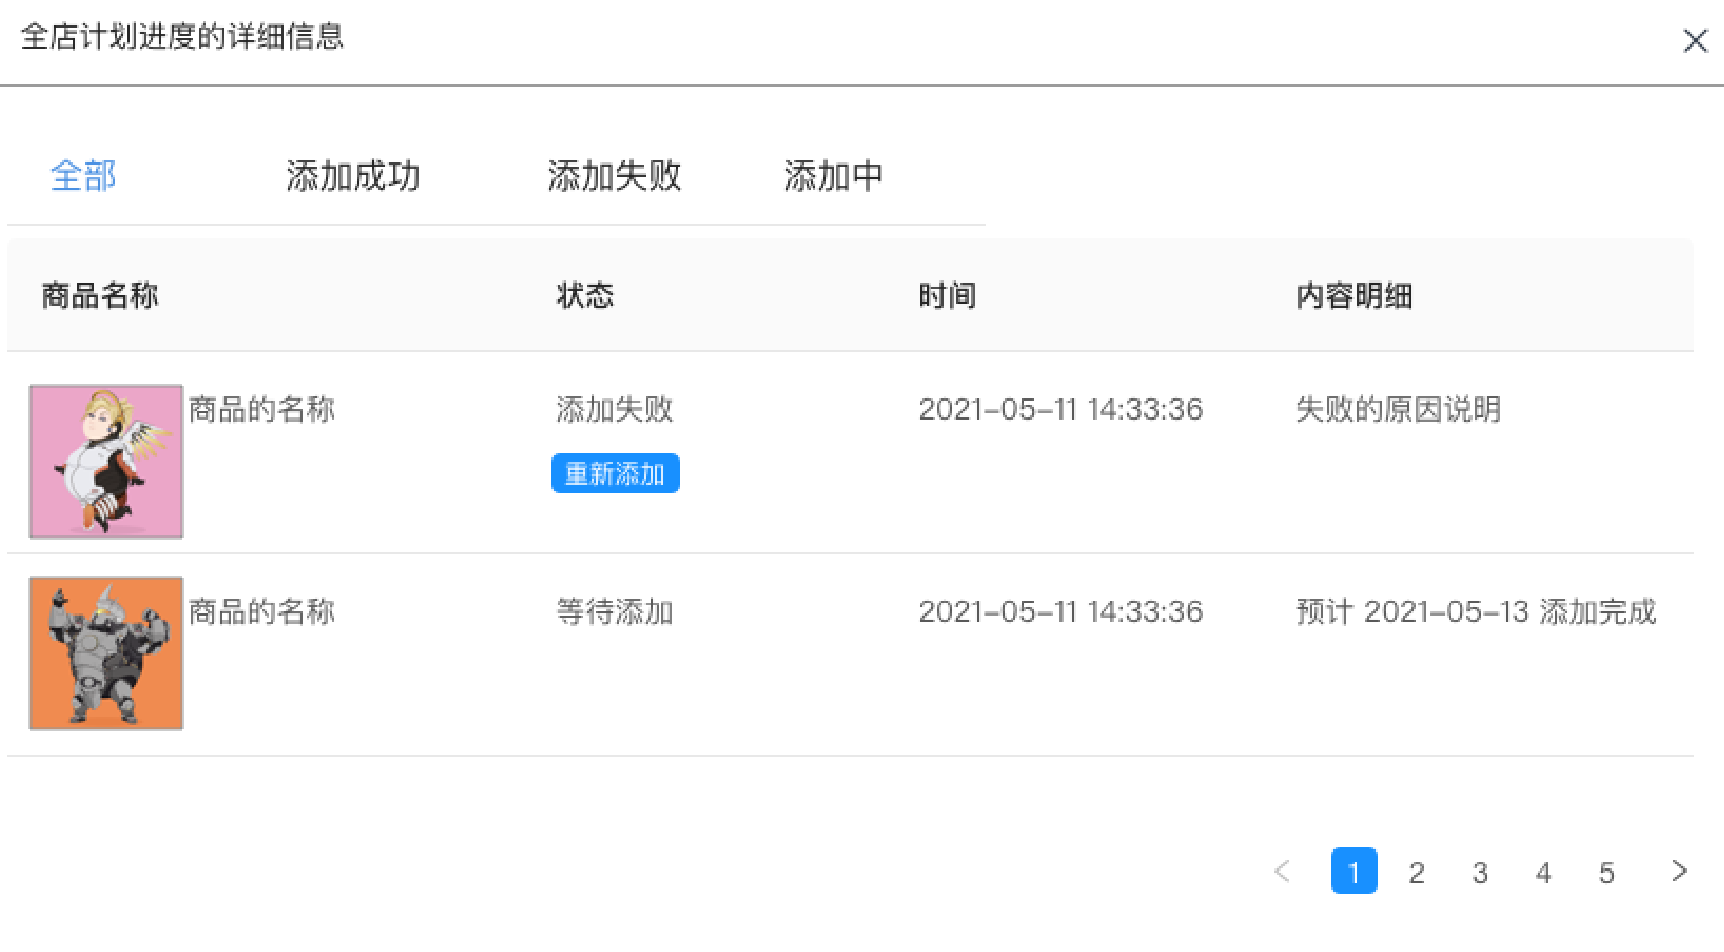 全店计划进度的详细信息
全部 添加成功 添加失败 添加中
商品名称 状态 时间 内容明细
商品的名称 添加失败 2021-05-11 14:33:36 失败的原因说明
重新添加
商品的名称 等待添加 2021-05-11 14:33:36 预计 2021-05-13 添加完成
1 2 3 4 5